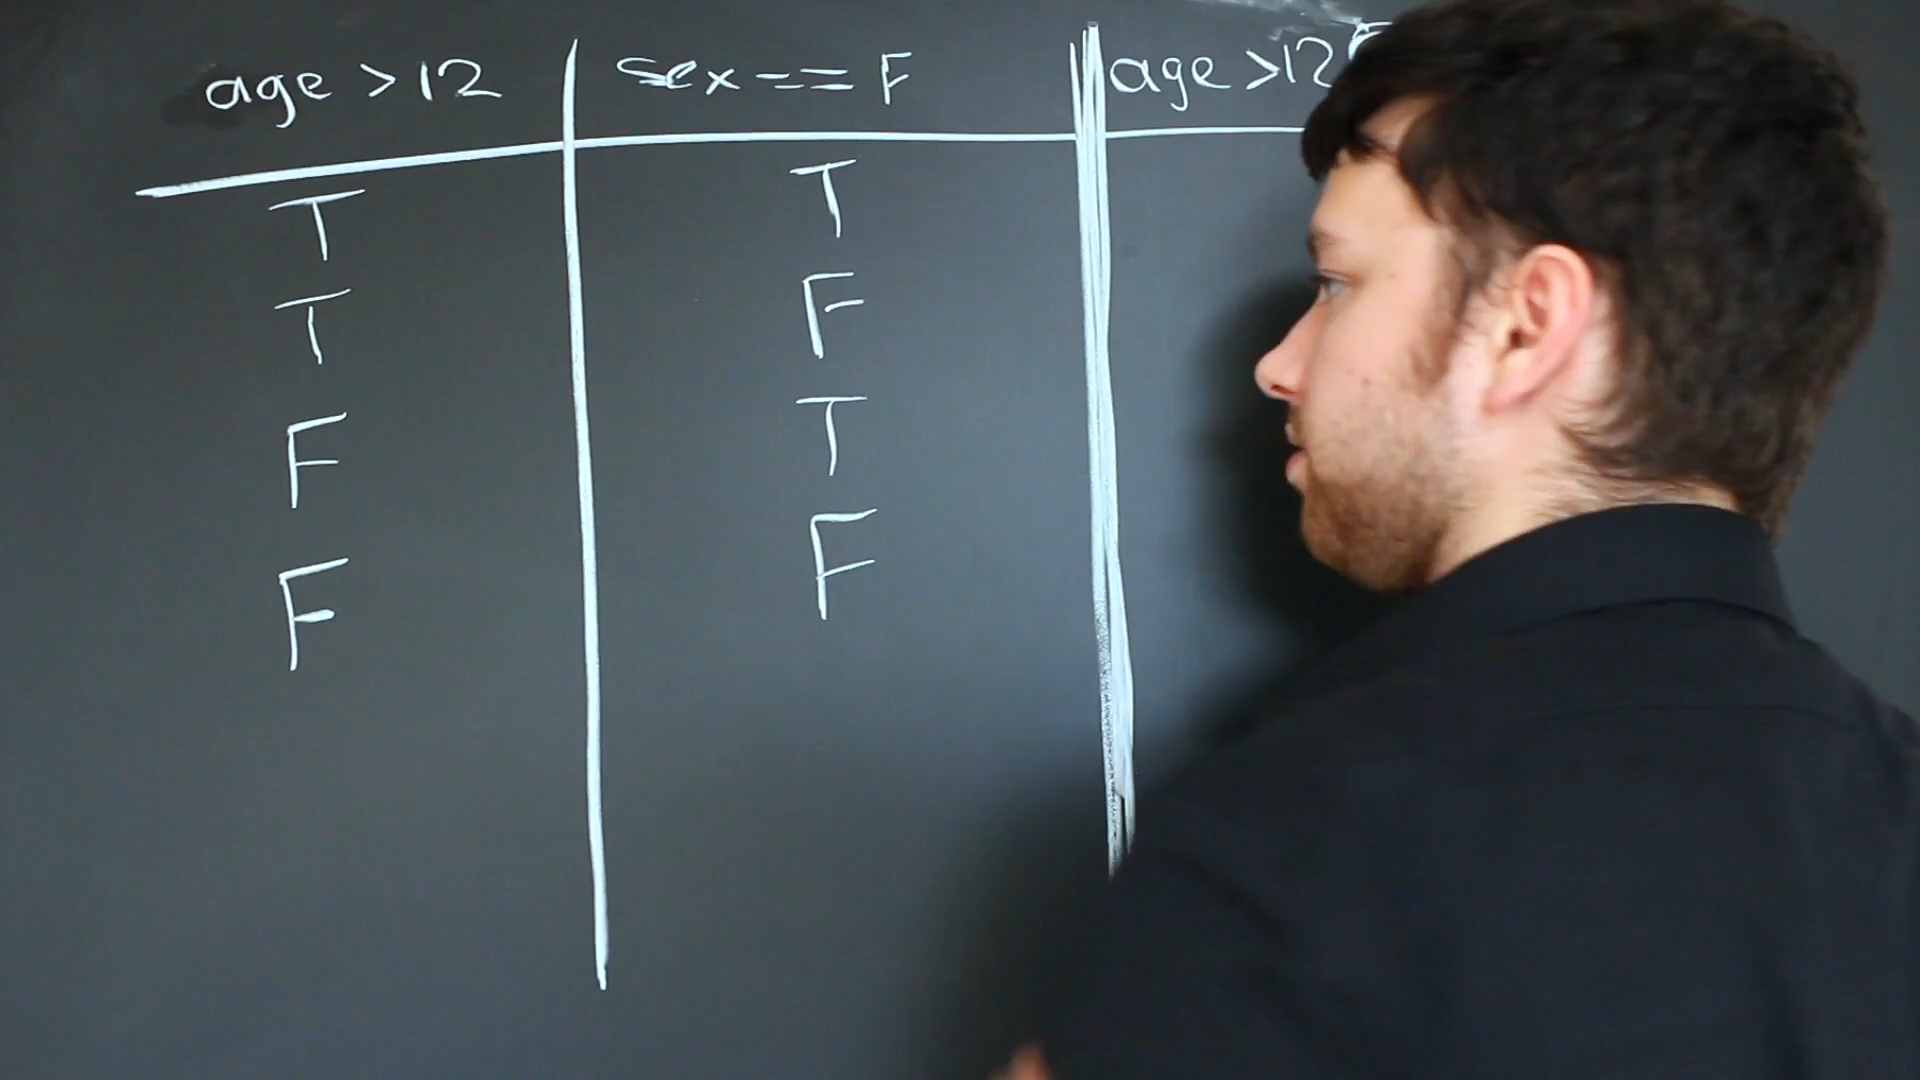 age >12 sex == F age >12
T T
T F
F T
F F